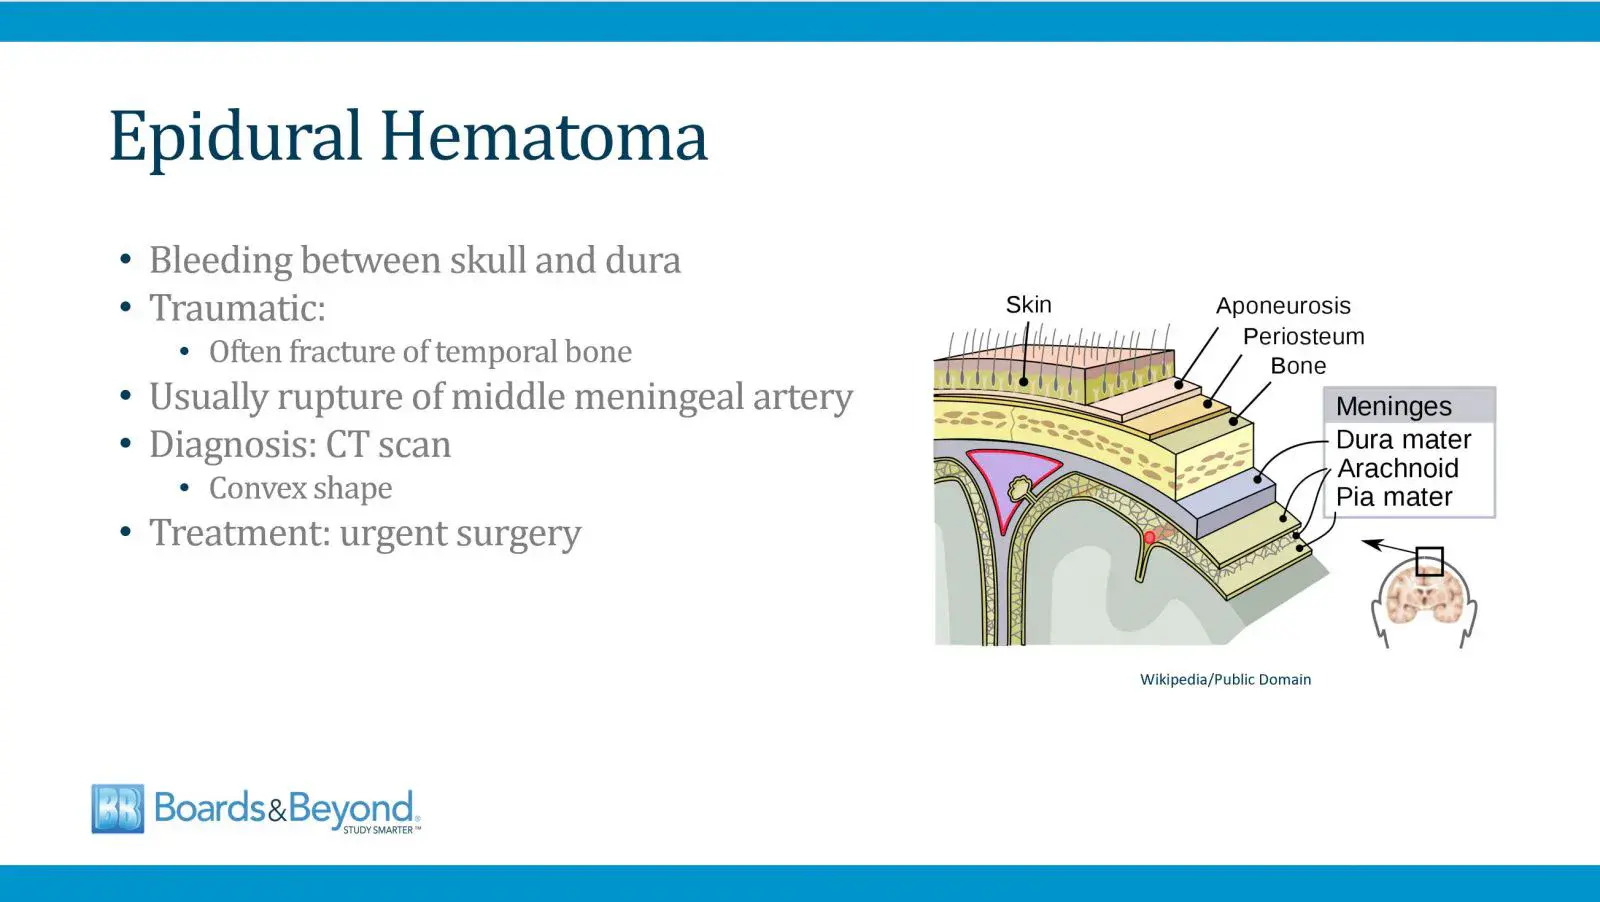 Epidural Hematoma
• Bleeding between skull and dura
• Traumatic:
• Often fracture of temporal bone
• Usually rupture of middle meningeal artery
• Diagnosis: CT scan
• Convex shape
• Treatment: urgent surgery
Skin
Aponeurosis
Periosteum
Bone
Meninges
Dura mater
Arachnoid
Pia mater
Wikipedia/Public Domain
BB Boards&Beyond®
STUDY SMARTER™